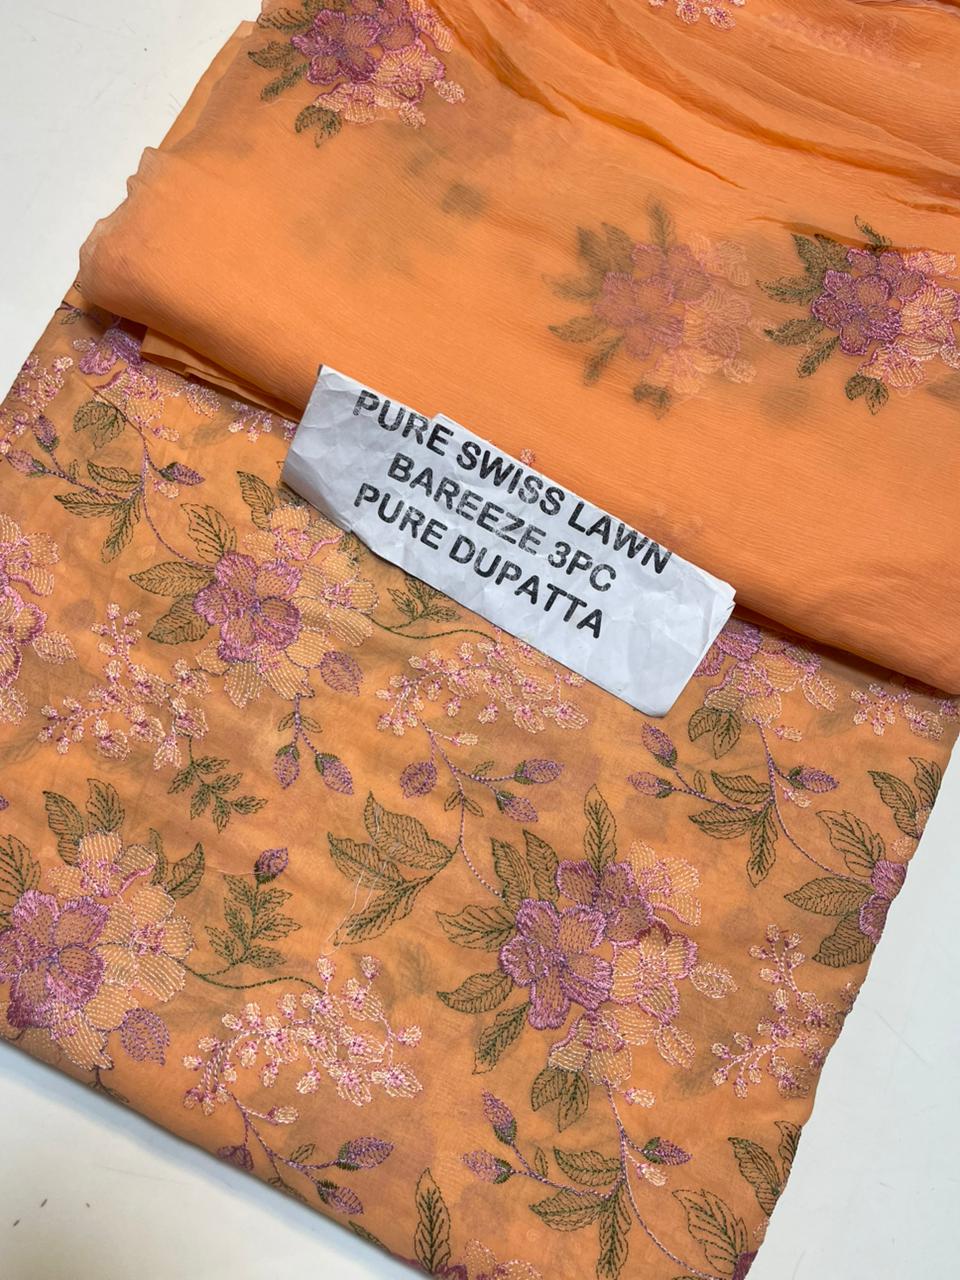 PURE SWISS LAWN
BAREEZE 3PC
PURE DUPATTA